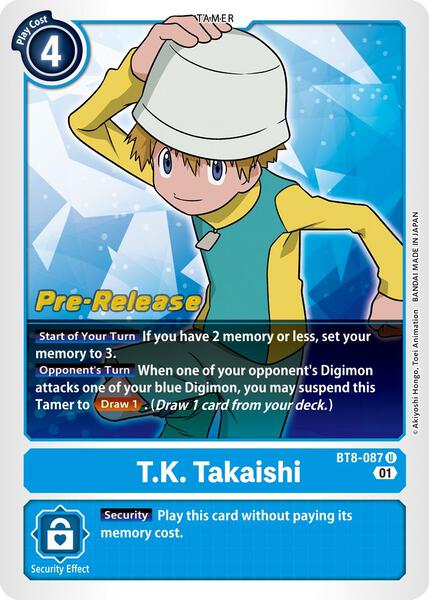 TAMER
Play Cost
4
Pre-Release
Start of Your Turn If you have 2 memory or less, set your
memory to 3.
Opponent's Turn When one of your opponent's Digimon
attacks one of your blue Digimon, you may suspend this
Tamer to Draw 1. (Draw 1 card from your deck.)
© Akiyoshi Hongo, Toei Animation BANDAI MADE IN JAPAN
BT8-087 U
01
T.K. Takaishi
Security Play this card without paying its
memory cost.
Security Effect